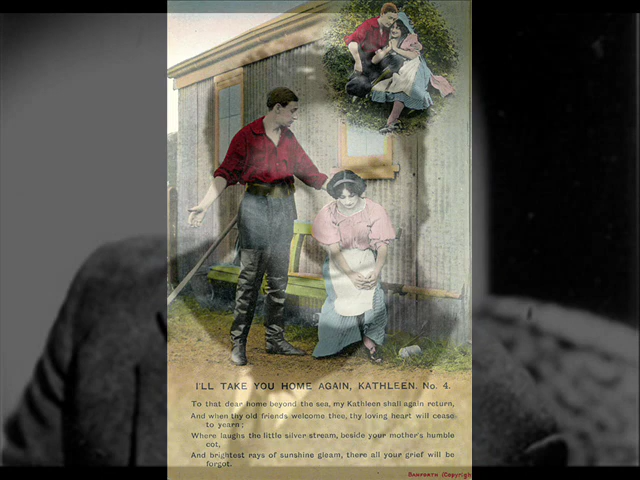 I'LL TAKE YOU HOME AGAIN, KATHLEEN. No. 4.
To that dear home beyond the sea, my Kathleen shall again return,
And when thy old friends welcome thee, thy loving heart will cease
to yearn;
Where laughs the little silver stream, beside your mother's humble
cot,
And brightest rays of sunshine gleam, there all your grief will be
forgot.
BAMFORTH (Copyrigh